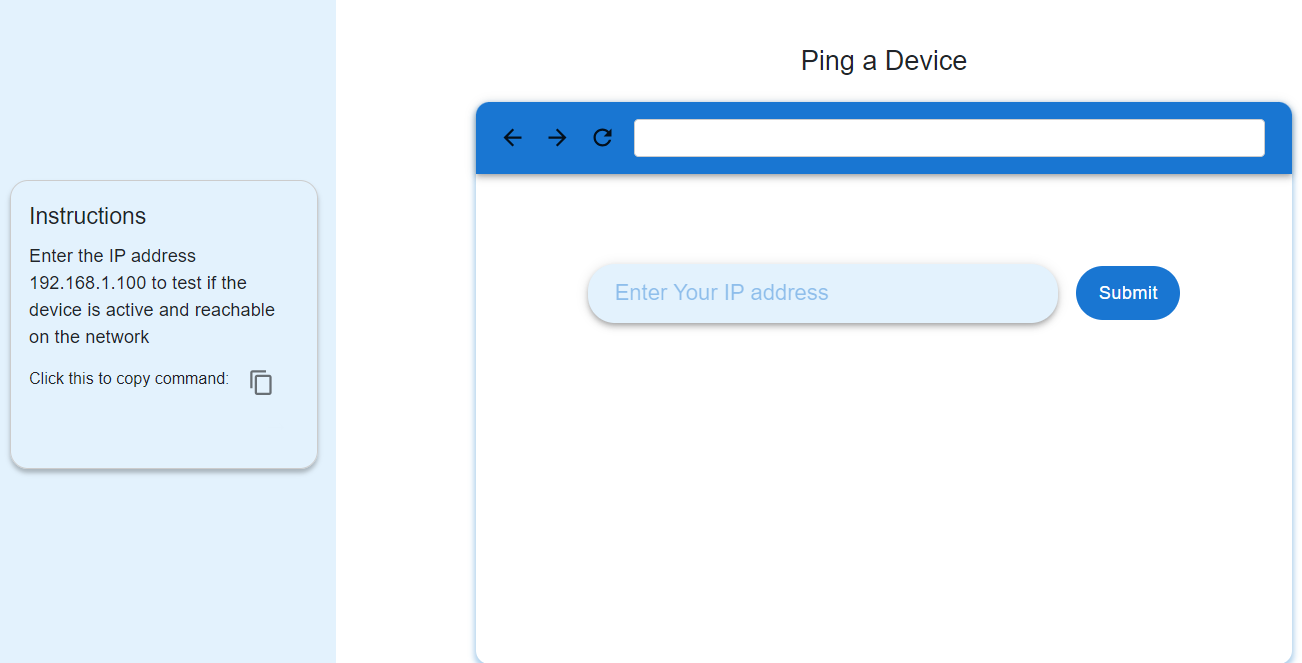 Ping a Device
Instructions
Enter the IP address
192.168.1.100 to test if the
device is active and reachable
on the network
Click this to copy command:
Enter Your IP address
Submit